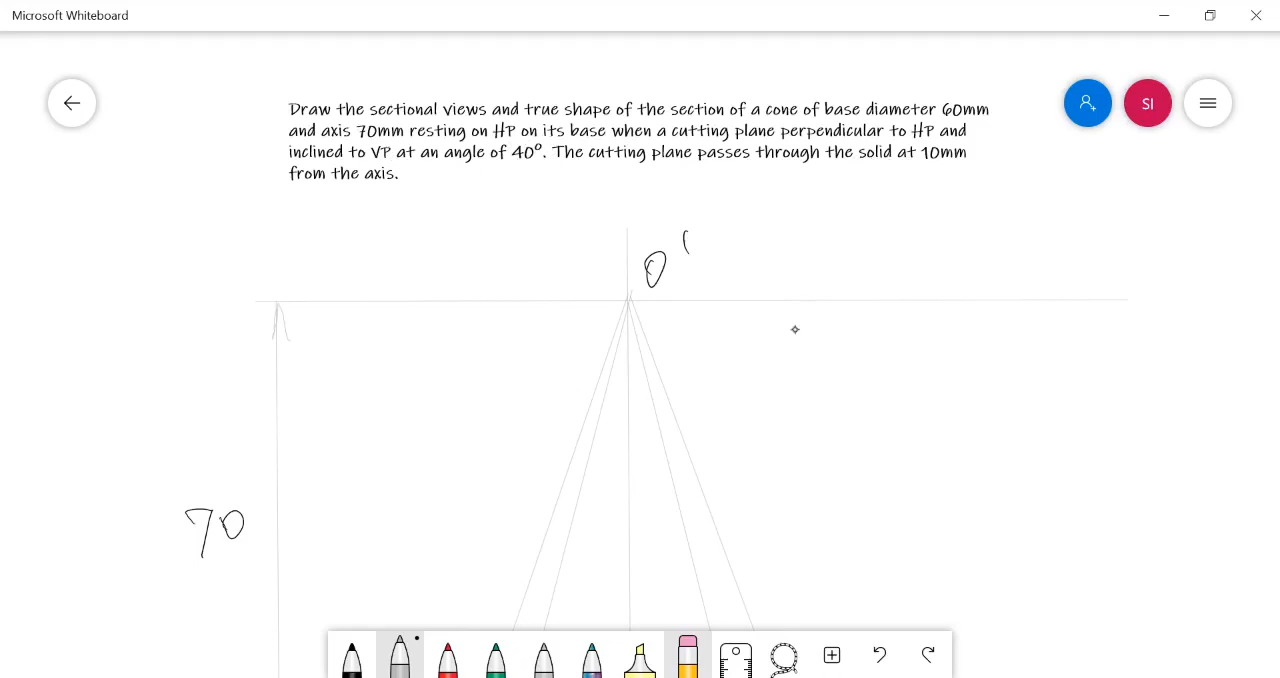 Microsoft Whiteboard
SI
Draw the sectional views and true shape of the section of a cone of base diameter 60mm
and axis 70mm resting on HP on its base when a cutting plane perpendicular to HP and
inclined to VP at an angle of 40°. The cutting plane passes through the solid at 10mm
from the axis.
0'
70